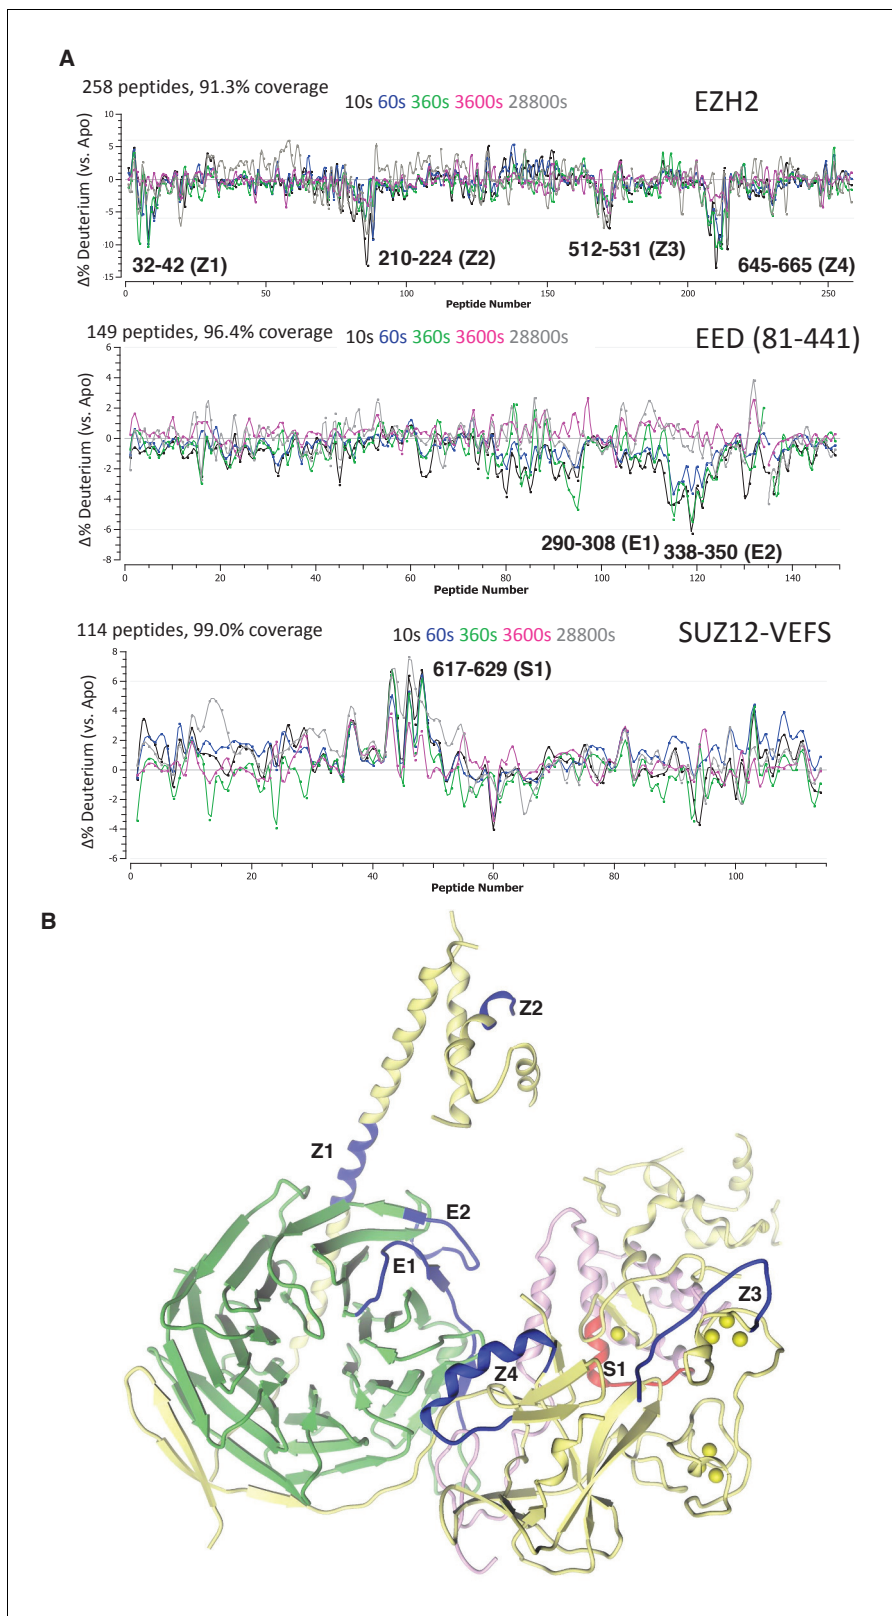 A
258 peptides, 91.3% coverage
10s 60s 360s 3600s 28800s
EZH2
Δ% Deuterium (vs. Apo)
10
5
0
-5
-10
-15
32-42 (Z1)
210-224 (Z2)
512-531 (Z3)
645-665 (Z4)
0 50 100 150 200 250
Peptide Number
149 peptides, 96.4% coverage
10s 60s 360s 3600s 28800s
EED (81-441)
Δ% Deuterium (vs. Apo)
6
4
2
0
-2
-4
-6
-8
290-308 (E1)
338-350 (E2)
0 20 40 60 80 100 120 140
Peptide Number
114 peptides, 99.0% coverage
10s 60s 360s 3600s 28800s
SUZ12-VEFS
Δ% Deuterium (vs. Apo)
8
6
4
2
0
-2
-4
-6
617-629 (S1)
0 20 40 60 80 100
Peptide Number
B
Z2
Z1
E2
E1
Z3
Z4
S1